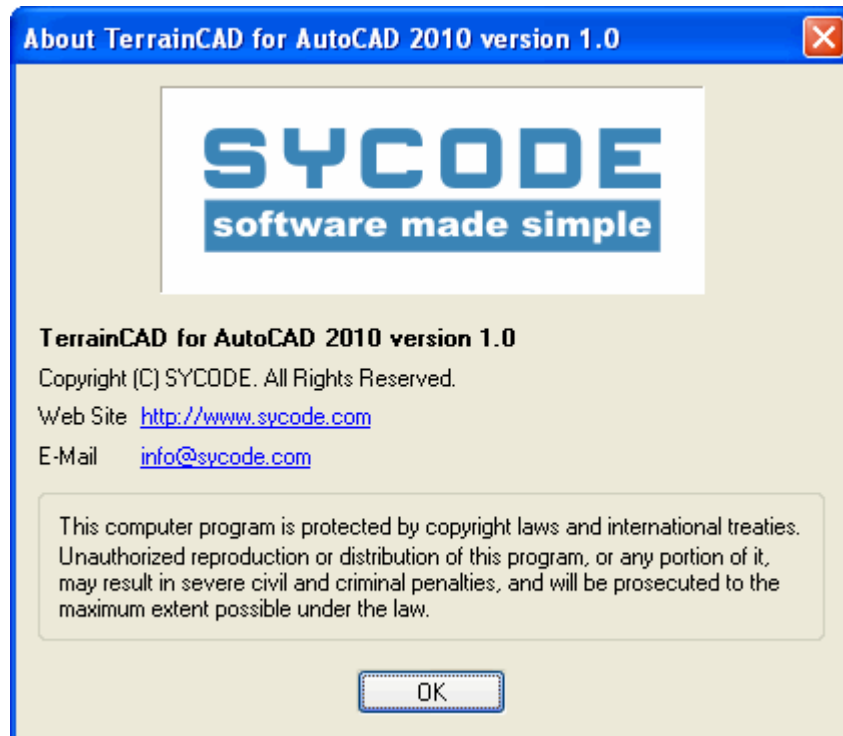 About TerrainCAD for AutoCAD 2010 version 1.0
SYCODE
software made simple
TerrainCAD for AutoCAD 2010 version 1.0
Copyright (C) SYCODE. All Rights Reserved.
Web Site http://www.sycode.com
E-Mail info@sycode.com
This computer program is protected by copyright laws and international treaties.
Unauthorized reproduction or distribution of this program, or any portion of it,
may result in severe civil and criminal penalties, and will be prosecuted to the
maximum extent possible under the law.
OK